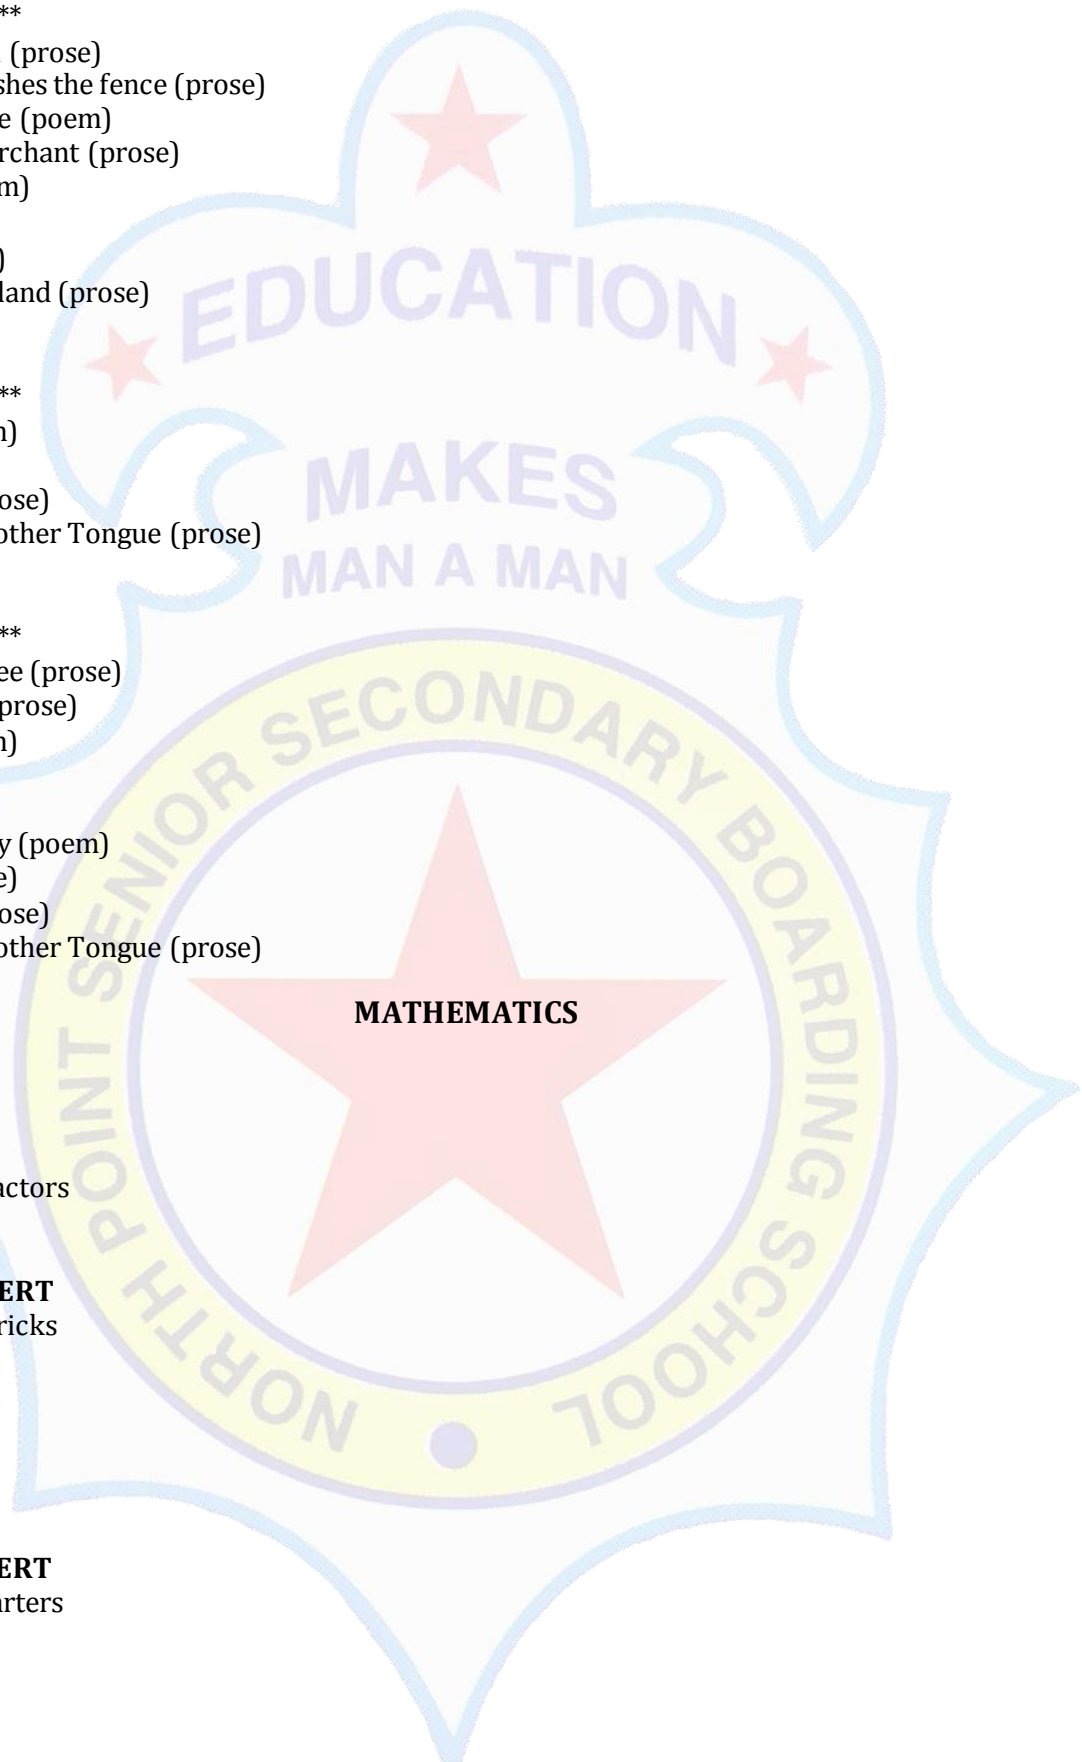 **
(prose)
shes the fence (prose)
e (poem)
rchant (prose)
m)
)
land (prose)
EDUCATION
**
n)
MAKES
ose)
other Tongue (prose)
MAN A MAN
**
ee (prose)
prose)
n)
y (poem)
e)
ose)
other Tongue (prose)
MATHEMATICS
NORTH POINT SENIOR SECONDARY BOARDING SCHOOL
actors
ERT
ricks
ERT
arters